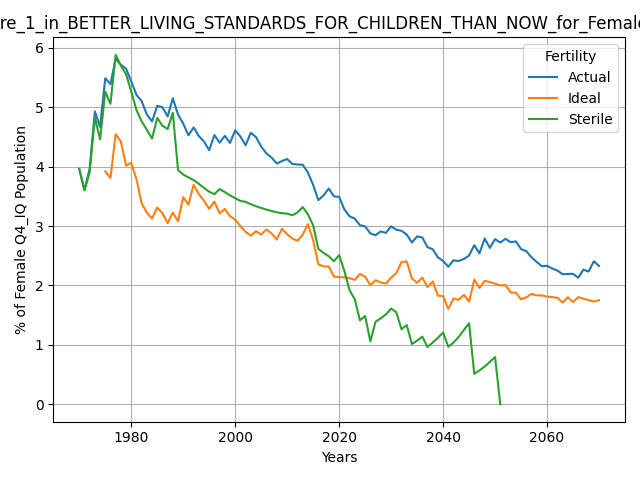 re_1_in_BETTER_LIVING_STANDARDS_FOR_CHILDREN_THAN_NOW_for_Female
Fertility
Actual
Ideal
Sterile
% of Female Q4_IQ Population
6
5
4
3
2
1
0
1980 2000 2020 2040 2060
Years